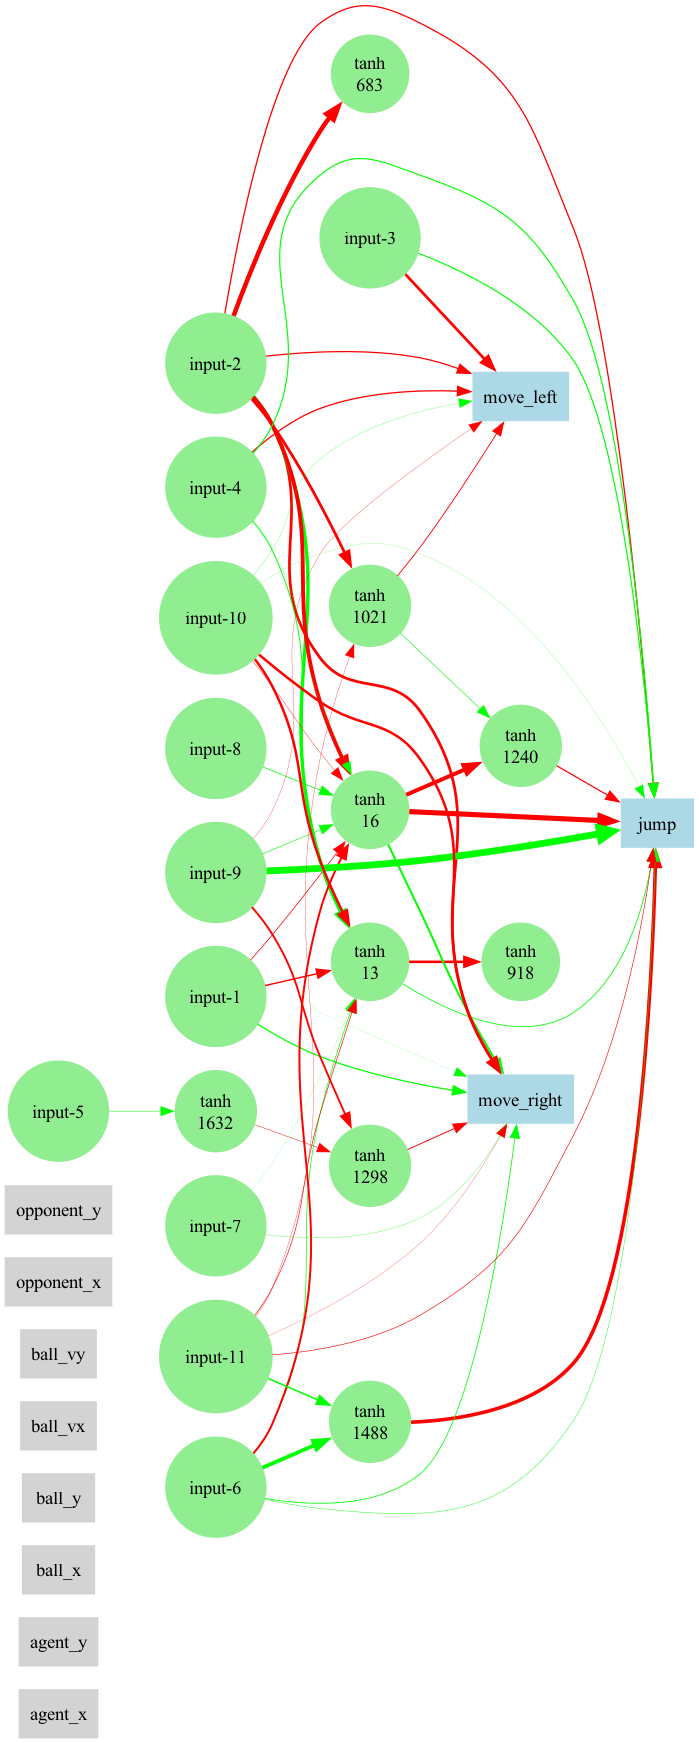 tanh
683
input-3
input-2
move_left
input-4
tanh
1021
input-10
tanh
1240
input-8
tanh
16
jump
input-9
tanh
13
tanh
918
input-1
move_right
input-5
tanh
1632
tanh
1298
opponent_y
input-7
opponent_x
ball_vy
input-11
ball_vx
tanh
1488
ball_y
input-6
ball_x
agent_y
agent_x